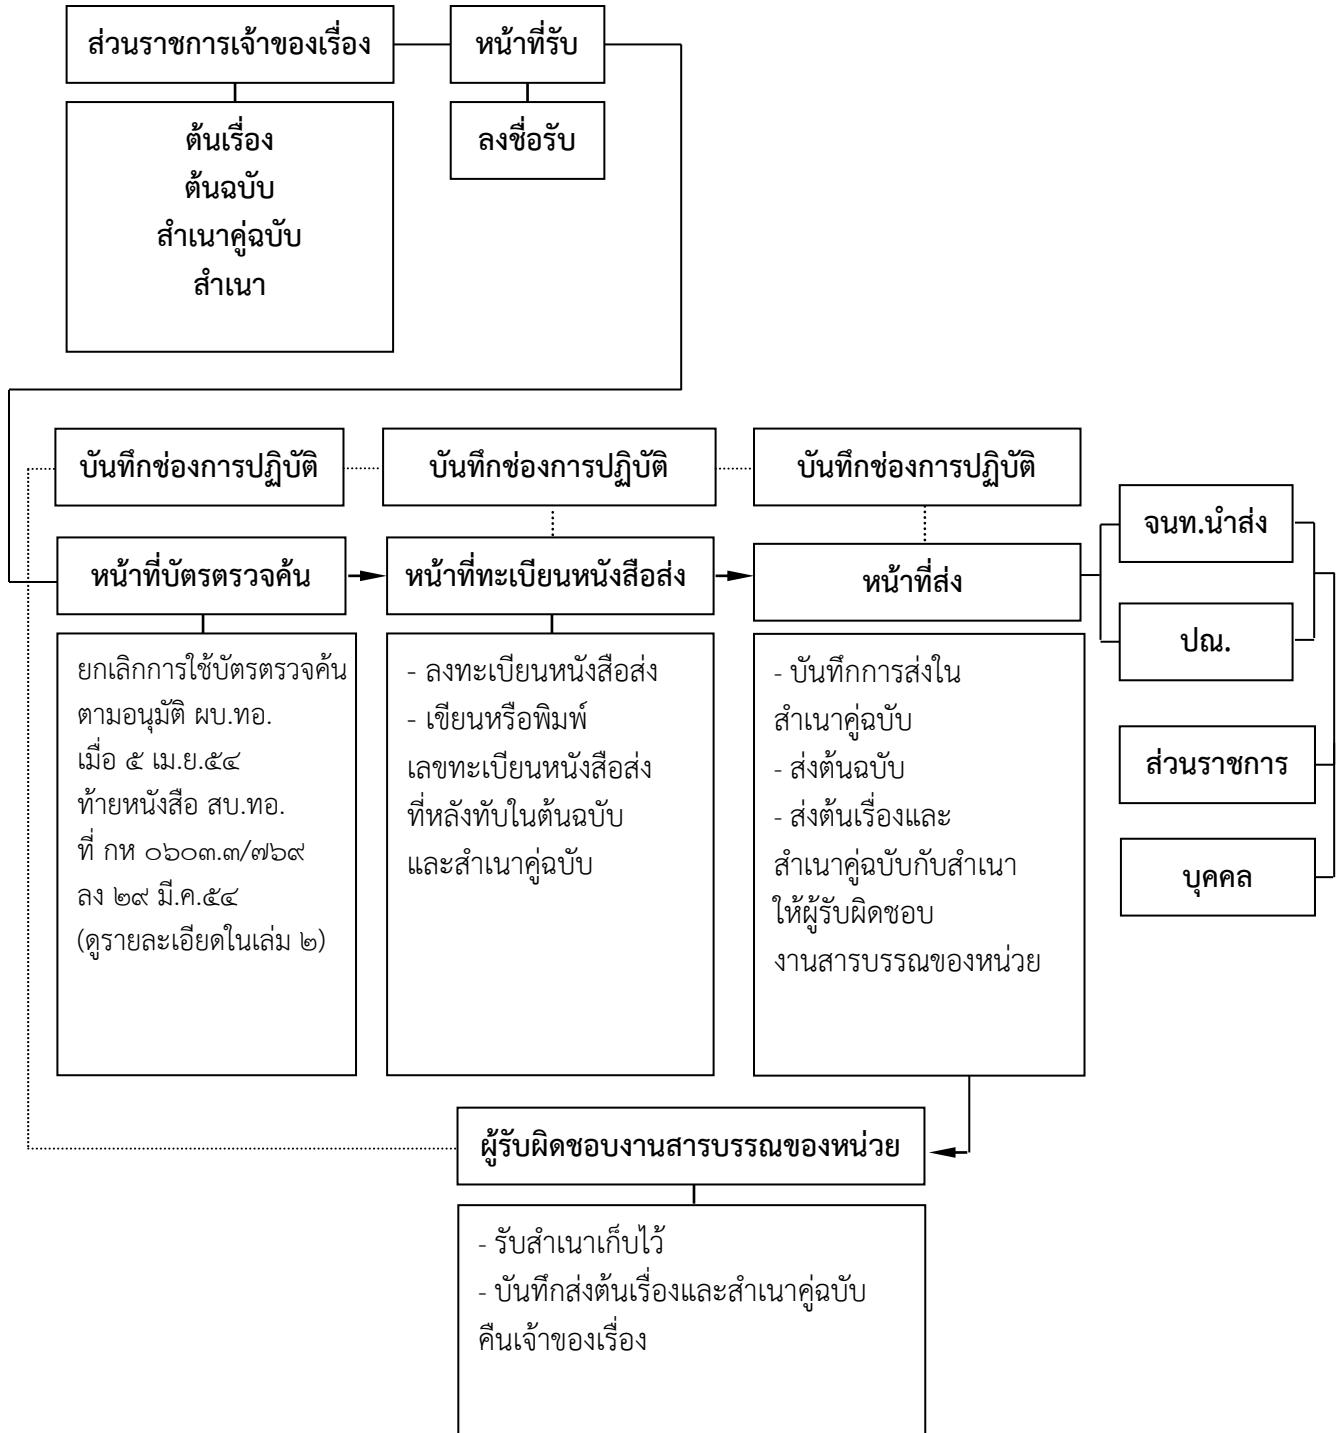 ส่วนราชการเจ้าของเรื่อง
หน้าที่รับ
ต้นเรื่อง
ต้นฉบับ
สำเนาคู่ฉบับ
สำเนา
ลงชื่อรับ
บันทึกช่องการปฏิบัติ
บันทึกช่องการปฏิบัติ
บันทึกช่องการปฏิบัติ
หน้าที่บัตรตรวจค้น
หน้าที่ทะเบียนหนังสือส่ง
หน้าที่ส่ง
จนท.นำส่ง
ปณ.
ส่วนราชการ
บุคคล
ยกเลิกการใช้บัตรตรวจค้น
ตามอนุมัติ ผบ.ทอ.
เมื่อ ๕ เม.ย.๕๔
ท้ายหนังสือ สบ.ทอ.
ที่ กห ๐๖๐๓.๓/๗๖๙
ลง ๒๙ มี.ค.๕๔
(ดูรายละเอียดในเล่ม ๒)
- ลงทะเบียนหนังสือส่ง
- เขียนหรือพิมพ์
เลขทะเบียนหนังสือส่ง
ที่หลังทับในต้นฉบับ
และสำเนาคู่ฉบับ
- บันทึกการส่งใน
สำเนาคู่ฉบับ
- ส่งต้นฉบับ
- ส่งต้นเรื่องและ
สำเนาคู่ฉบับกับสำเนา
ให้ผู้รับผิดชอบ
งานสารบรรณของหน่วย
ผู้รับผิดชอบงานสารบรรณของหน่วย
- รับสำเนาเก็บไว้
- บันทึกส่งต้นเรื่องและสำเนาคู่ฉบับ
คืนเจ้าของเรื่อง